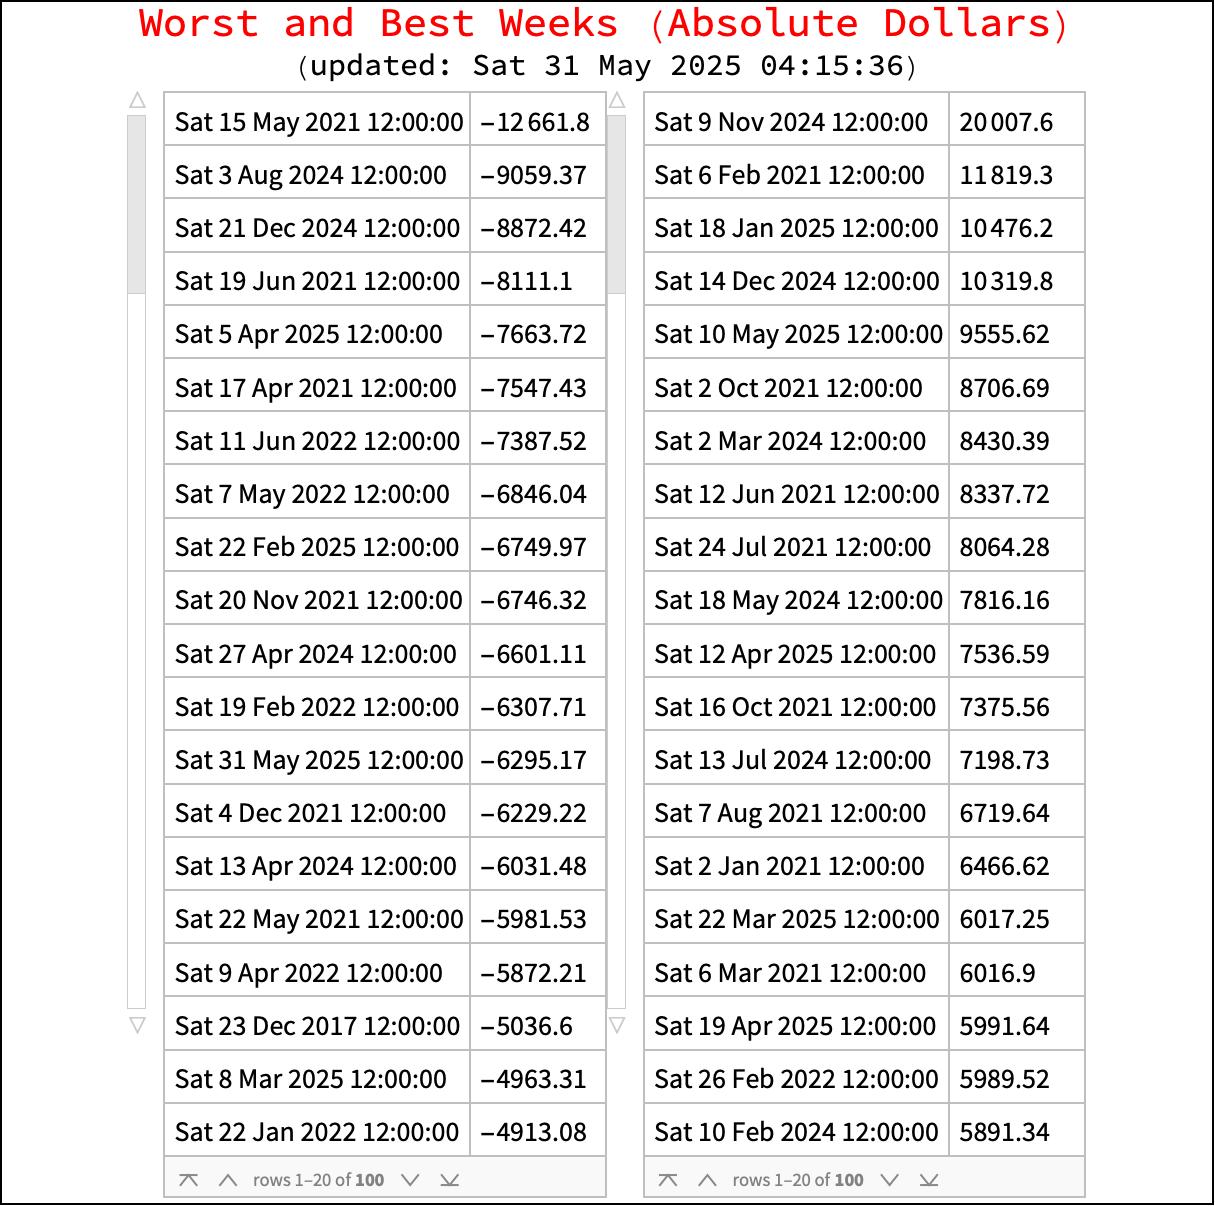 Worst and Best Weeks (Absolute Dollars)
(updated: Sat 31 May 2025 04:15:36)
Sat 15 May 2021 12:00:00 −12 661.8 Sat 9 Nov 2024 12:00:00 20 007.6
Sat 3 Aug 2024 12:00:00 −9059.37 Sat 6 Feb 2021 12:00:00 11 819.3
Sat 21 Dec 2024 12:00:00 −8872.42 Sat 18 Jan 2025 12:00:00 10 476.2
Sat 19 Jun 2021 12:00:00 −8111.1 Sat 14 Dec 2024 12:00:00 10 319.8
Sat 5 Apr 2025 12:00:00 −7663.72 Sat 10 May 2025 12:00:00 9555.62
Sat 17 Apr 2021 12:00:00 −7547.43 Sat 2 Oct 2021 12:00:00 8706.69
Sat 11 Jun 2022 12:00:00 −7387.52 Sat 2 Mar 2024 12:00:00 8430.39
Sat 7 May 2022 12:00:00 −6846.04 Sat 12 Jun 2021 12:00:00 8337.72
Sat 22 Feb 2025 12:00:00 −6749.97 Sat 24 Jul 2021 12:00:00 8064.28
Sat 20 Nov 2021 12:00:00 −6746.32 Sat 18 May 2024 12:00:00 7816.16
Sat 27 Apr 2024 12:00:00 −6601.11 Sat 12 Apr 2025 12:00:00 7536.59
Sat 19 Feb 2022 12:00:00 −6307.71 Sat 16 Oct 2021 12:00:00 7375.56
Sat 31 May 2025 12:00:00 −6295.17 Sat 13 Jul 2024 12:00:00 7198.73
Sat 4 Dec 2021 12:00:00 −6229.22 Sat 7 Aug 2021 12:00:00 6719.64
Sat 13 Apr 2024 12:00:00 −6031.48 Sat 2 Jan 2021 12:00:00 6466.62
Sat 22 May 2021 12:00:00 −5981.53 Sat 22 Mar 2025 12:00:00 6017.25
Sat 9 Apr 2022 12:00:00 −5872.21 Sat 6 Mar 2021 12:00:00 6016.9
Sat 23 Dec 2017 12:00:00 −5036.6 Sat 19 Apr 2025 12:00:00 5991.64
Sat 8 Mar 2025 12:00:00 −4963.31 Sat 26 Feb 2022 12:00:00 5989.52
Sat 22 Jan 2022 12:00:00 −4913.08 Sat 10 Feb 2024 12:00:00 5891.34
rows 1–20 of 100 rows 1–20 of 100